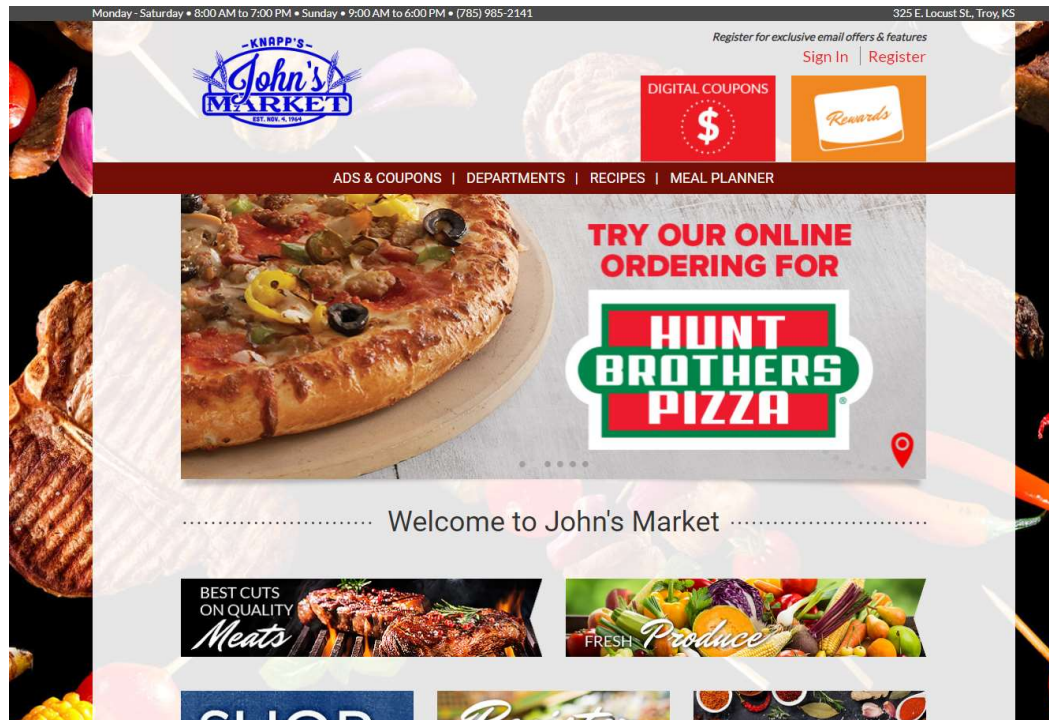 Monday - Saturday • 8:00 AM to 7:00 PM • Sunday • 9:00 AM to 6:00 PM • (785) 985-2141
325 E. Locust St., Troy, KS
-KNAPP'S-
John's
MARKET
EST. NOV. 4, 1964
Register for exclusive email offers & features
Sign In | Register
DIGITAL COUPONS
$
Rewards
ADS & COUPONS | DEPARTMENTS | RECIPES | MEAL PLANNER
TRY OUR ONLINE
ORDERING FOR
HUNT
BROTHERS
PIZZA
®
Welcome to John's Market
BEST CUTS
ON QUALITY
Meats
FRESH Produce
SHOP